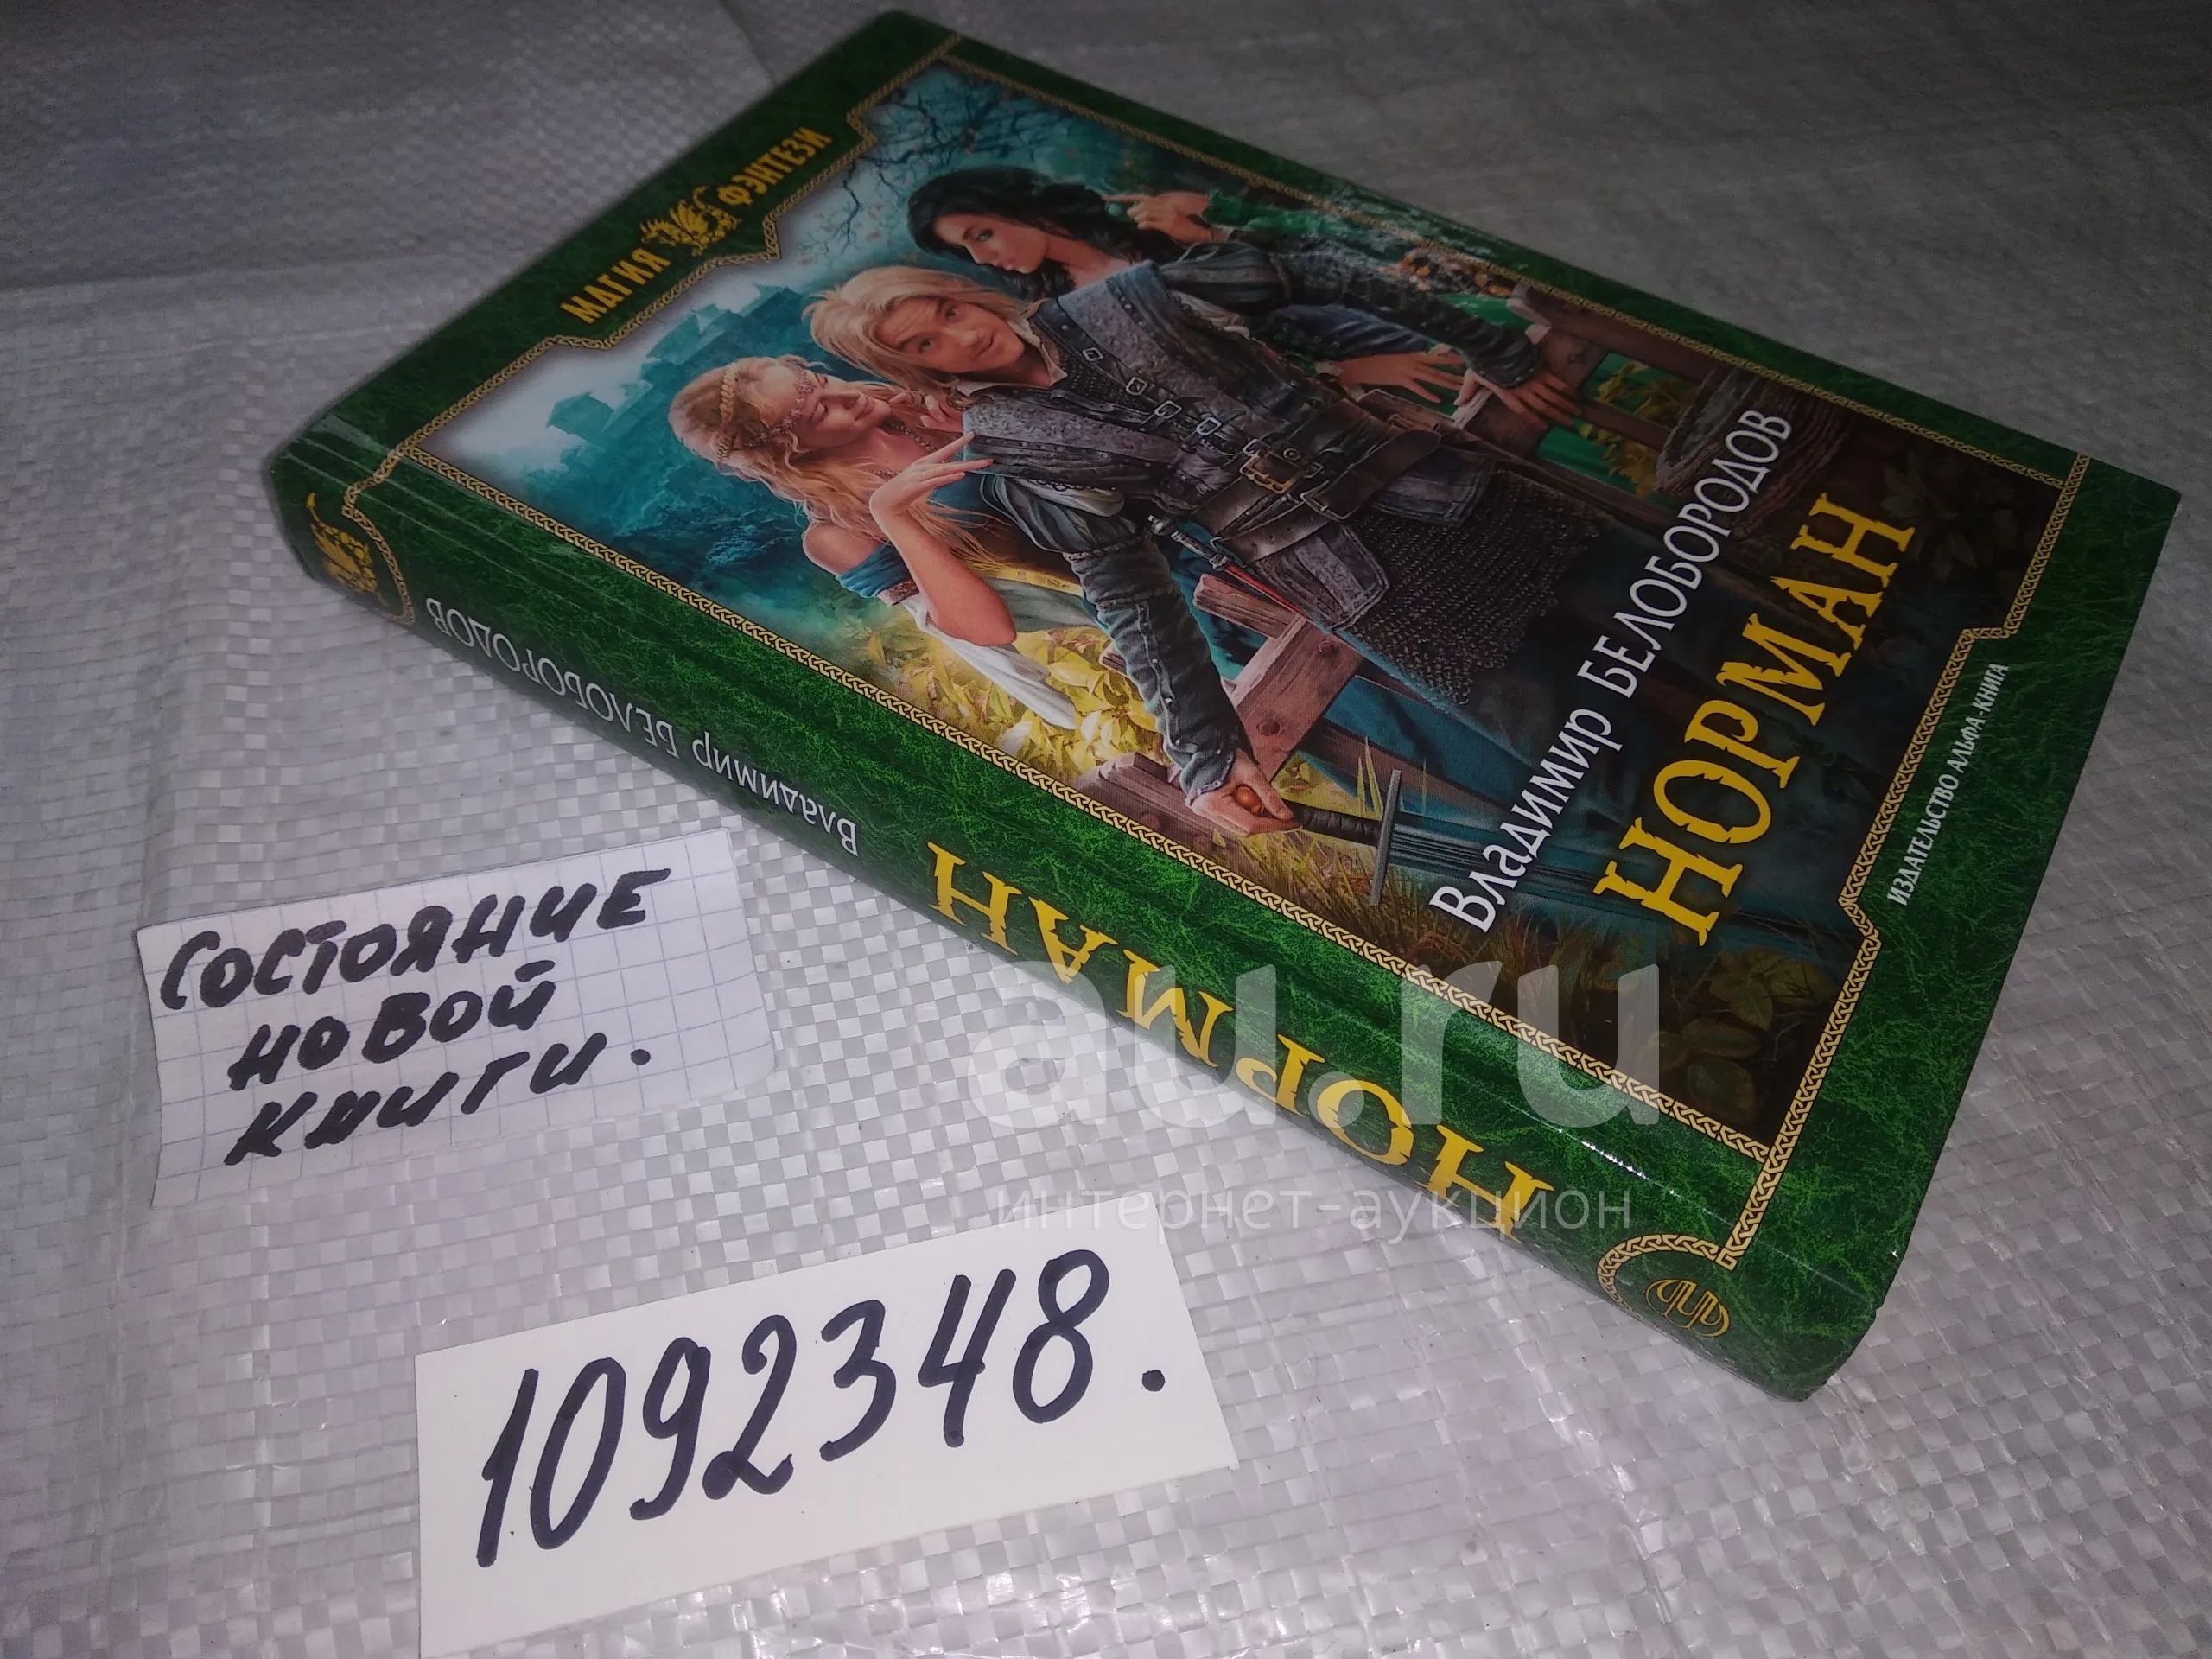 МАГИЯ ФЭНТЕЗИ
Владимир БЕЛОБОРОДОВ
НОРМАН
ИЗДАТЕЛЬСТВО АЛЬФА-КНИГА
Владимир БЕЛОБОРОДОВ
НОРМАН
СОСТОЯНИЕ
НОВОЙ
КНИГИ.
1092348.
au.ru
интернет-аукцион